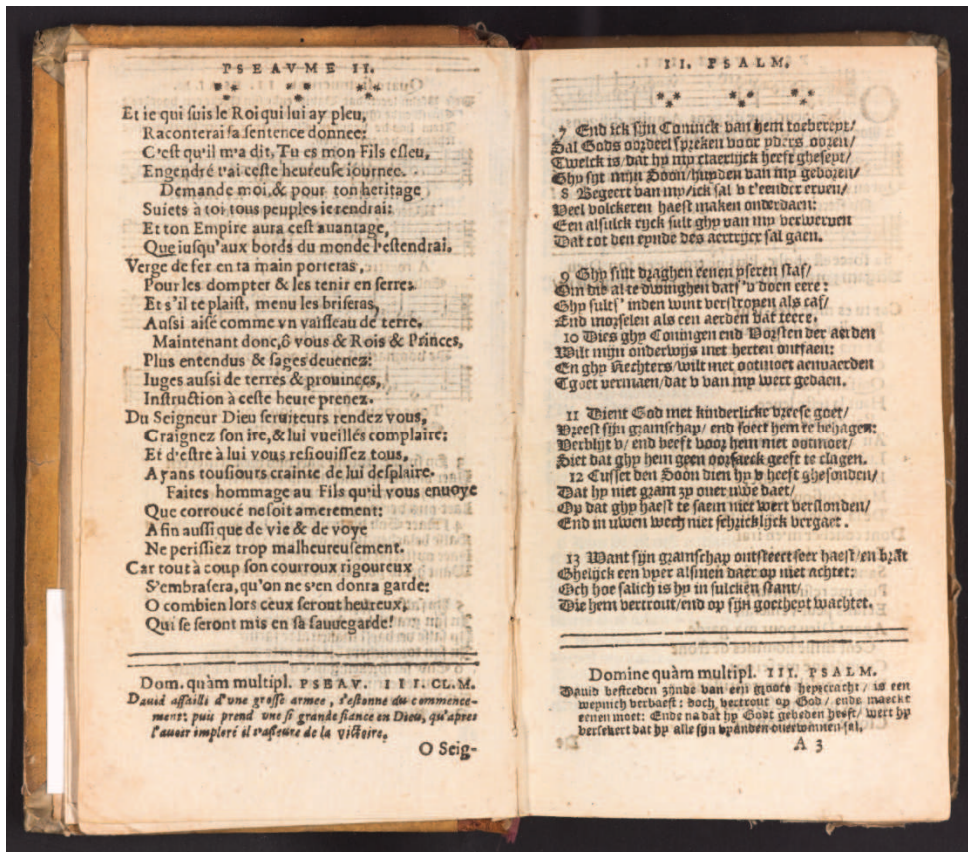 PSEAVME II.
Et ie qui suis le Roi qui lui ay pleu,
Raconterai sa sentence donnee:
C'est qu'il m'a dit, Tu es mon Fils esleu,
Engendré t'ai ceste heureuse iournee.
Demande moi, & pour ton heritage
Suiets à toi tous peuples ie rendrai:
Et ton Empire aura cest auantage,
Que iusqu'aux bords du monde l'estendrai.
Verge de fer en ta main porteras,
Pour les dompter & les tenir en serre:
Et s'il te plaist, menu les briseras,
Aussi aisé comme vn vaisseau de terre.
Maintenant donc, ô vous & Rois & Princes,
Plus entendus & sages deuenez:
Iuges aussi de terres & prouinces,
Instruction à ceste heure prenez.
Du Seigneur Dieu seruiteurs rendez vous,
Craignez son ire, & lui vueillés complaire:
Et d'estre à lui vous resiouissez tous,
Ayans tousiours crainte de lui desplaire.
Faites hommage au Fils qu'il vous enuoye
Que corroucé ne soit amerement:
Afin aussi que de vie & de voye
Ne perissiez trop malheureusement.
Car tout à coup son courroux rigoureux
S'embrasera, qu'on ne s'en donra garde:
O combien lors ceux seront heureux,
Qui se seront mis en sa sauuegarde!
Dom. quàm multipl. PSEAV. III. CL. M.
Dauid assailli d'une grosse armee, s'estonne du commence-
ment: puis prend vne si grande fiance en Dieu, qu'apres
l'auoir imploré il s'asseure de la victoire.
O Seig-
II. PSALM.
7 End ick sijn Coninck van hem toebereyt/
Sal Gods oordeel spreken voor yders ooren/
Twelck is/dat hy my claerlijck heeft gheseyt/
Ghy syt mijn Soon/huyden van my geboren/
8 Begeert van my/ick sal v t'eender erven/
Veel volckeren haest maken onderdaen:
Een alsulck rijck sult ghy van my verwerven
Dat tot den eynde des aertrijcx sal gaen.
9 Ghy sult draghen eenen yseren staf/
Om die al te dwinghen dats' v doen eere:
Ghy sults' inden wint verstroyen als caf/
End morselen als een aerden vat teere.
10 Dies ghy Coningen end Vorsten der aerden
Wilt mijn onderwijs met herten ontfaen:
En ghy Rechters/wilt met ootmoet aenvaerden
Tgoet vermaen/dat v van my wert gedaen.
11 Dient God met kinderlicke vreese goet/
Vreest sijn gramschap/ end soect hem te behagen:
Verblijt v/ end heeft voor hem met ootmoet/
Siet dat ghy hem geen oorsaeck geeft te clagen.
12 Cusset den Soon dien hy v heeft ghesonden/
Dat hy niet gram zy over uwe daet/
Op dat ghy haest te saem niet wert verslonden/
End in uwen wech niet schricklijck vergaet.
13 Want sijn gramschap ontsteect seer haest/en brāt
Ghelijck een vyer alsmen daer op niet achtet:
Och hoe salich is hy in sulcken stant/
Die hem vertrout/end op sijn goetheyt wachtet.
Domine quàm multipl. III. PSALM.
Dauid bestreden zijnde van een groote heyrcracht/ is een
weynich verbaest: doch vertrout op God/ ende maeckt
eenen moet: Ende na dat hy Godt gebeden heeft/ wert hy
versekert dat hy alle sijn vyanden overwinnen sal.
A 3